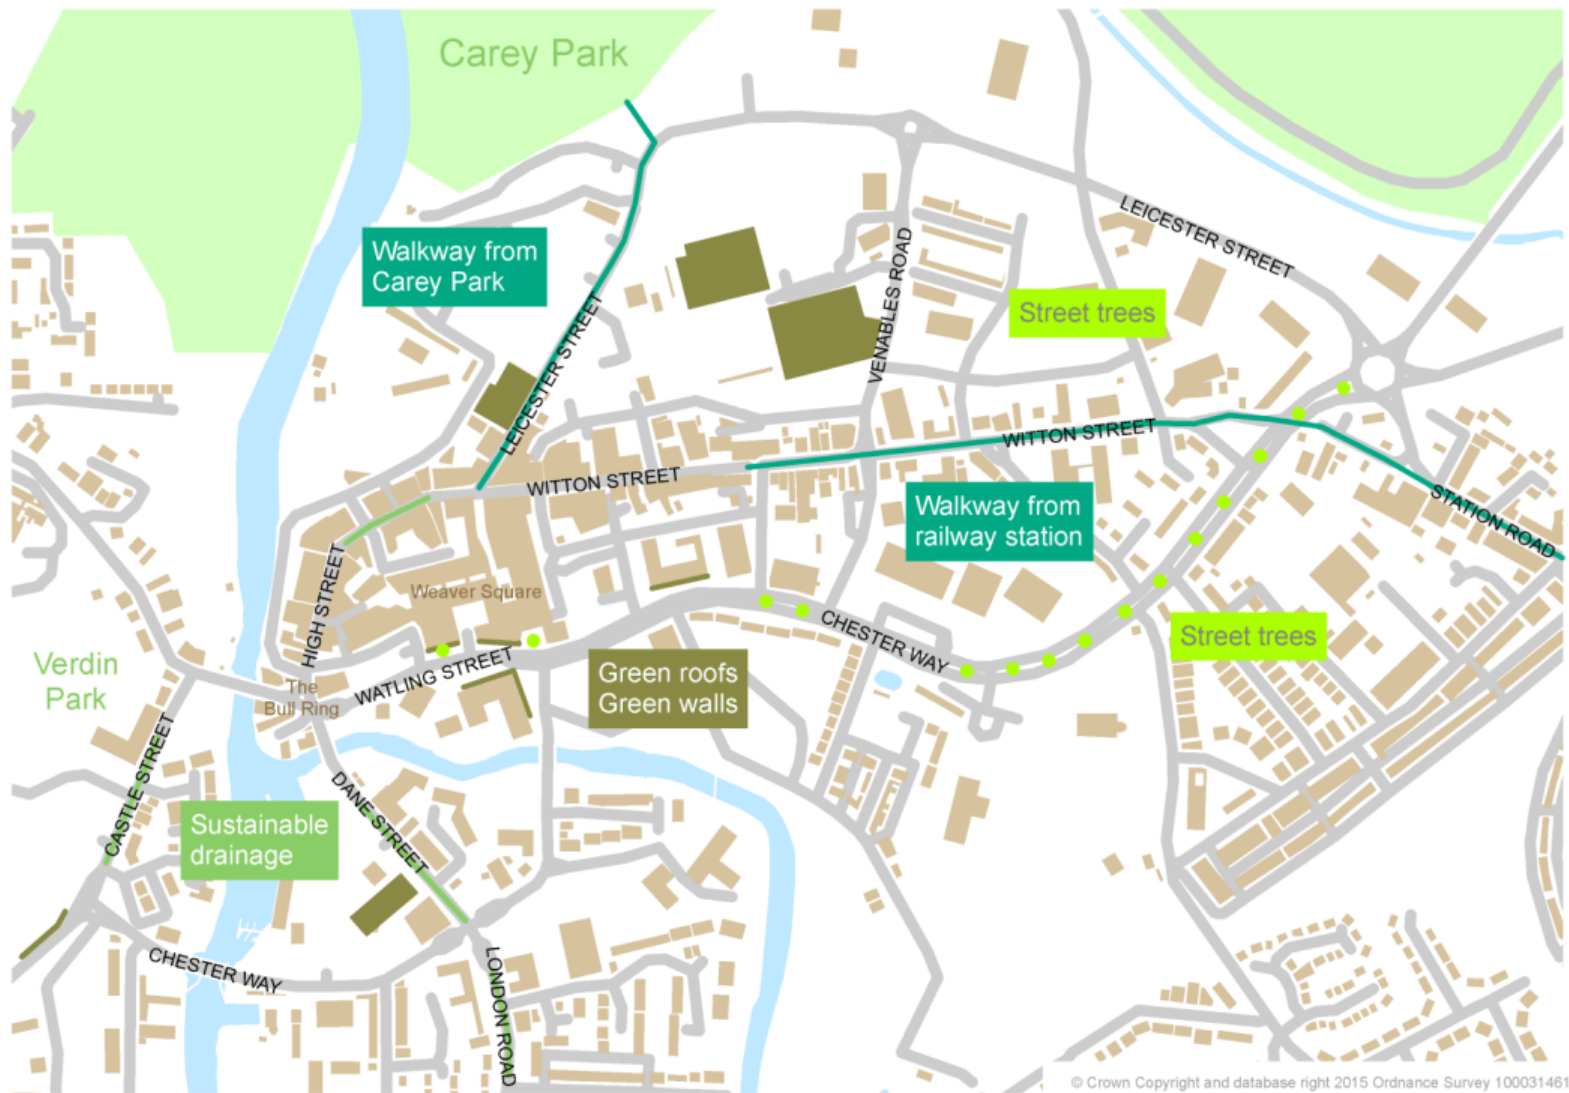 Carey Park
LEICESTER STREET
Walkway from
Carey Park
VENABLES ROAD
Street trees
LEICESTER STREET
WITTON STREET
WITTON STREET
Walkway from
railway station
STATION ROAD
HIGH STREET
Weaver Square
CHESTER WAY
Street trees
Verdin
Park
The
Bull Ring
WATLING STREET
Green roofs
Green walls
CASTLE STREET
DANE STREET
Sustainable
drainage
CHESTER WAY
LONDON ROAD
© Crown Copyright and database right 2015 Ordnance Survey 100031461